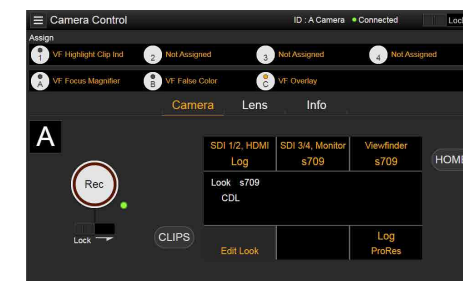 Camera Control
ID : A Camera
Connected
Loc
Assign
1 VF Highlight Clip Ind
2 Not Assigned
3 Not Assigned
4 Not Assigned
A VF Focus Magnifier
B VF False Color
C VF Overlay
Camera Lens Info
A
SDI 1/2, HDMI
Log
SDI 3/4, Monitor
s709
Viewfinder
s709
HOME
Rec
Look s709
CDL
Lock
CLIPS
Edit Look
Log
ProRes